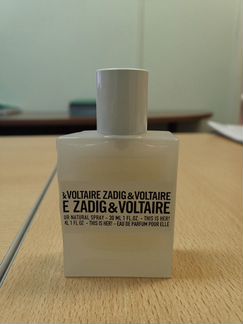 & VOLTAIRE ZADIG & VOLTAIRE
E ZADIG & VOLTAIRE
UR NATURAL SPRAY - 30 ML 1 FL.OZ - THIS IS HER!
ML 1 FL.OZ - THIS IS HER! - EAU DE PARFUM POUR ELLE